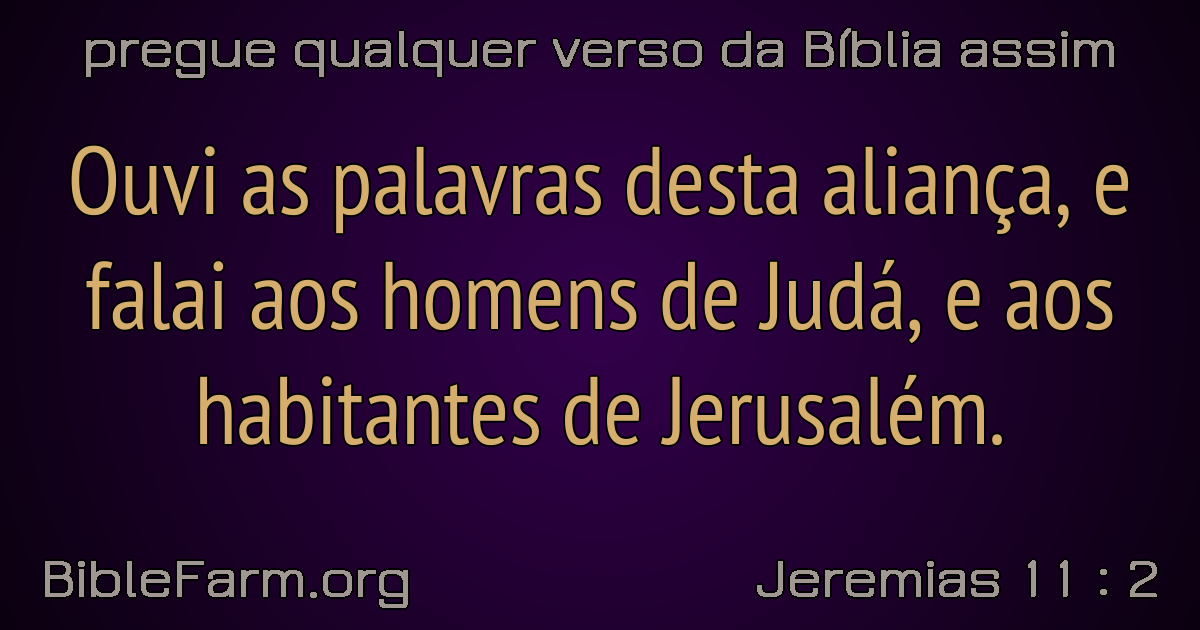 pregue qualquer verso da Bíblia assim
Ouvi as palavras desta aliança, e
falai aos homens de Judá, e aos
habitantes de Jerusalém.
BibleFarm.org
Jeremias 11 : 2